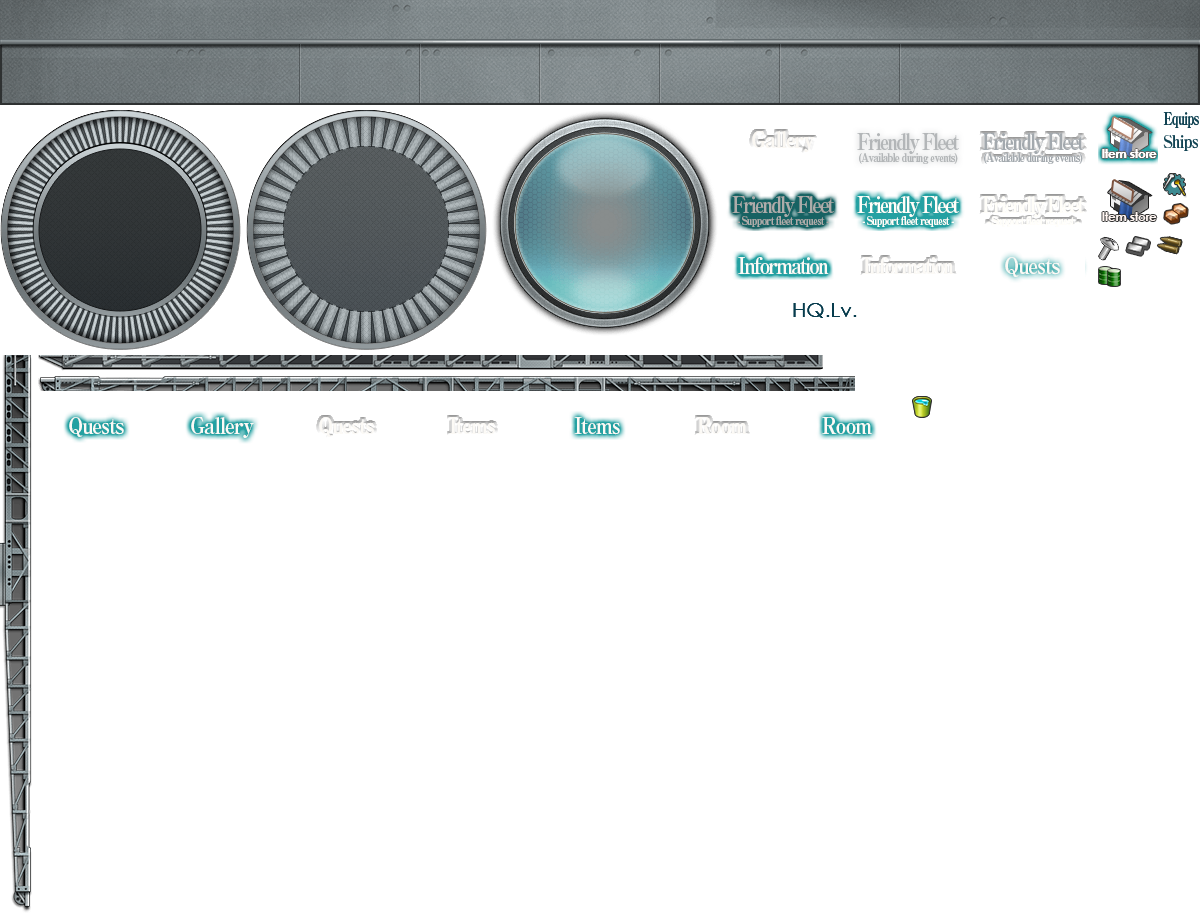 Gallery
Friendly Fleet
(Available during events)
Friendly Fleet
(Available during events)
Item store
Equips
Ships
Friendly Fleet
- Support fleet request -
Friendly Fleet
- Support fleet request -
Friendly Fleet
Item store
Information
Information
Quests
HQ.Lv.
Quests
Gallery
Quests
Items
Items
Room
Room